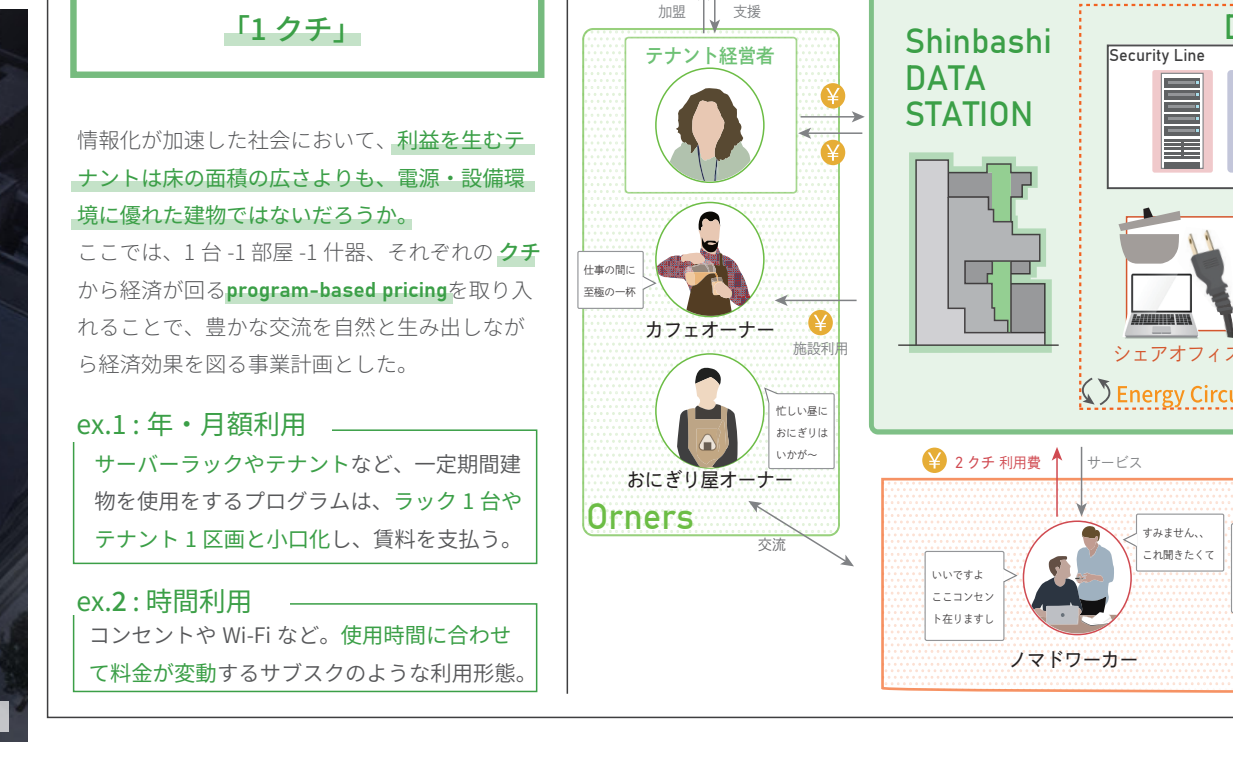 「1 クチ」
情報化が加速した社会において、利益を生むテ
ナントは床の面積の広さよりも、電源・設備環
境に優れた建物ではないだろうか。
ここでは、1 台 -1 部屋 -1 什器、それぞれの クチ
から経済が回るprogram-based pricingを取り入
れることで、豊かな交流を自然と生み出しなが
ら経済効果を図る事業計画とした。
ex.1 : 年・月額利用
サーバーラックやテナントなど、一定期間建
物を使用をするプログラムは、ラック 1 台や
テナント 1 区画と小口化し、賃料を支払う。
ex.2 : 時間利用
コンセントや Wi-Fi など。使用時間に合わせ
て料金が変動するサブスクのような利用形態。
加盟
支援
テナント経営者
¥
¥
仕事の間に
至極の一杯
カフェオーナー
¥
施設利用
忙しい昼に
おにぎりは
いかが〜
おにぎり屋オーナー
Orners
交流
Shinbashi
DATA
STATION
Security Line
シェアオフィス
Energy Circu
¥ 2 クチ 利用費
サービス
すみません、、
これ聞きたくて
いいですよ
ここコンセン
ト在りますし
ノマドワーカー